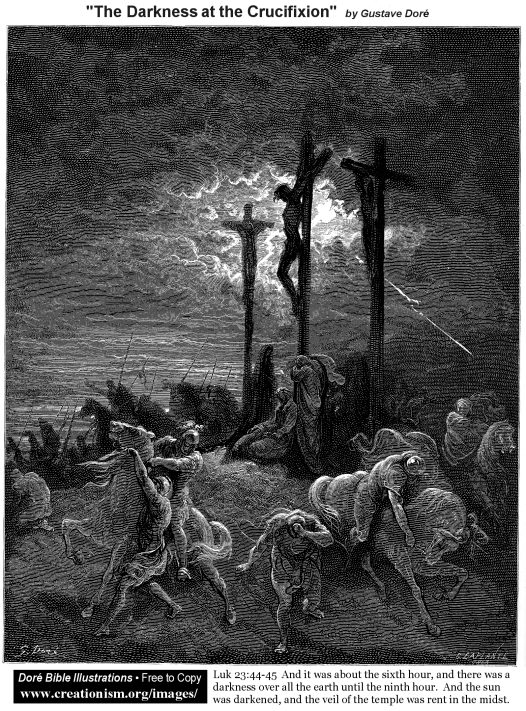 "The Darkness at the Crucifixion" by Gustave Doré
G. Doré
C LAPLANTE
Doré Bible Illustrations • Free to Copy
www.creationism.org/images/
Luk 23:44-45 And it was about the sixth hour, and there was a
darkness over all the earth until the ninth hour. And the sun
was darkened, and the veil of the temple was rent in the midst.